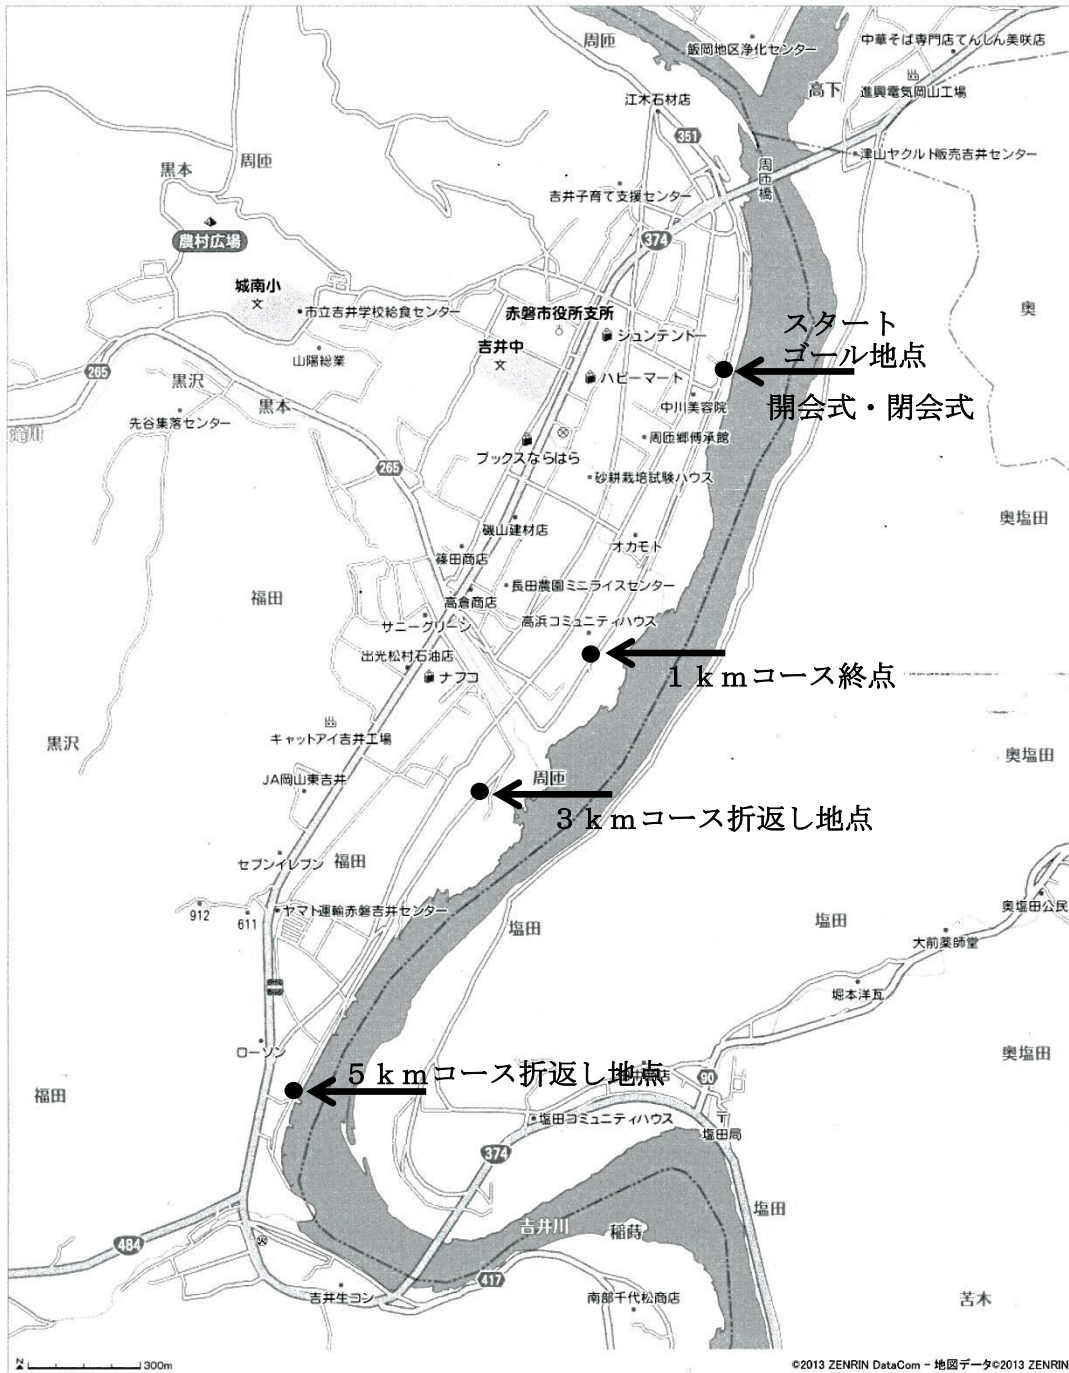 周匝
飯岡地区浄化センター
中華そば専門店てんしん美咲店
高下
進興電気岡山工場
江木石材店
351
津山ヤクルト販売吉井センター
周匝橋
黒本
周匝
吉井子育て支援センター
農村広場
374
城南小
市立吉井学校給食センター
赤磐市役所支所
ジュンテンドー
奥
スタート
ゴール地点
吉井中
山陽総業
265
黒沢
ハピーマート
開会式・閉会式
黒本
中川美容院
先谷集落センター
滝川
周匝郷傅承館
ブックスならはら
265
砂耕栽培試験ハウス
奥塩田
磯山建材店
オカモト
篠田商店
長田農園ミニライスセンター
福田
高倉商店
サニーグリーン
高浜コミュニティハウス
出光松村石油店
ナフコ
1kmコース終点
黒沢
キャットアイ吉井工場
奥塩田
JA岡山東吉井
周匝
3kmコース折返し地点
セブンイレブン
福田
912
611
ヤマト運輸赤磐吉井センター
塩田
塩田
奥塩田公民
大前薬師堂
堀本洋瓦
ローソン
奥塩田
5kmコース折返し地点
90
福田
塩田コミュニティハウス
塩田局
374
塩田
吉井川
稲蒔
484
417
吉井生コン
南部千代松商店
苫木
N
300m
©2013 ZENRIN DataCom - 地図データ©2013 ZENRIN